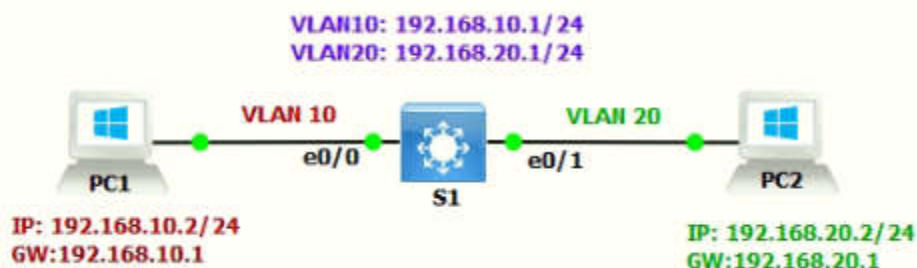 VLAN10: 192.168.10.1/24
VLAN20: 192.168.20.1/24
VLAN 10
VLAN 20
e0/0
e0/1
PC1
S1
PC2
IP: 192.168.10.2/24
GW:192.168.10.1
IP: 192.168.20.2/24
GW:192.168.20.1